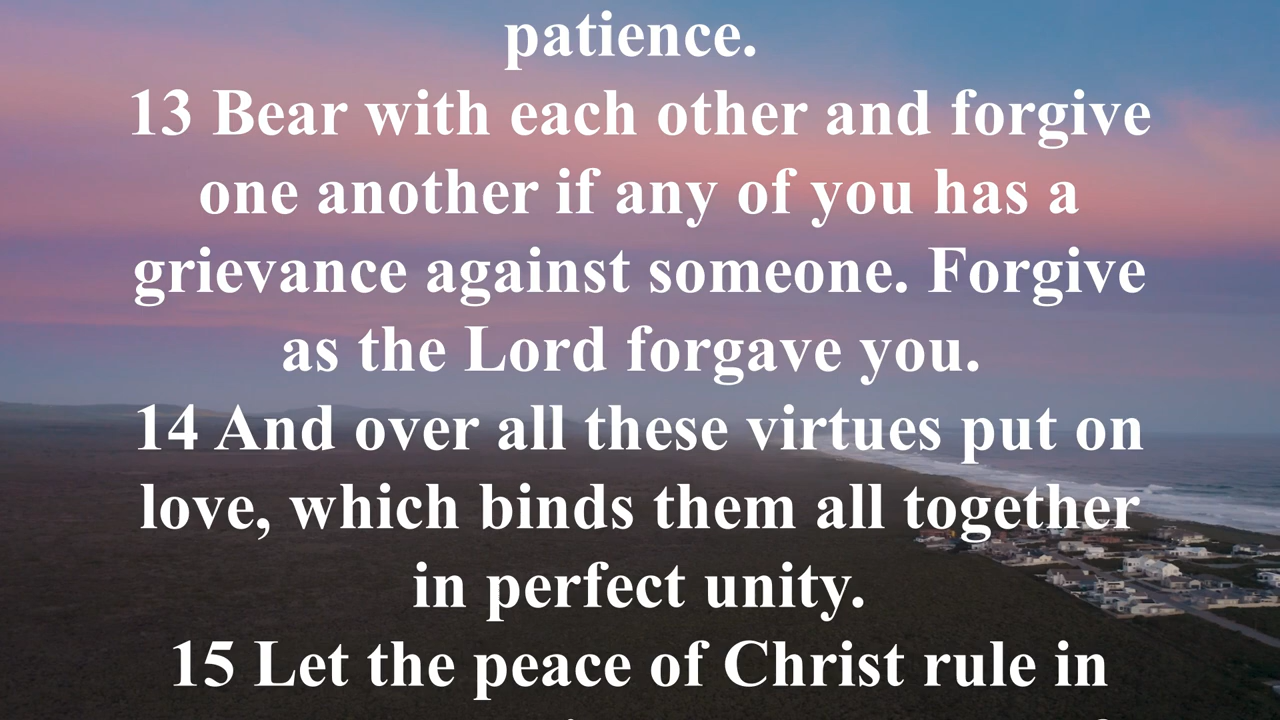 patience.
13 Bear with each other and forgive
one another if any of you has a
grievance against someone. Forgive
as the Lord forgave you.
14 And over all these virtues put on
love, which binds them all together
in perfect unity.
15 Let the peace of Christ rule in